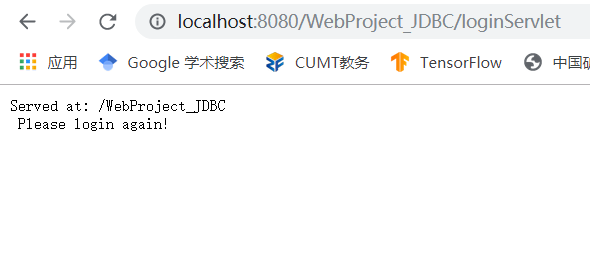 localhost:8080/WebProject_JDBC/loginServlet
应用 Google 学术搜索 CUMT教务 TensorFlow 中国矿
Served at: /WebProject_JDBC
Please login again!